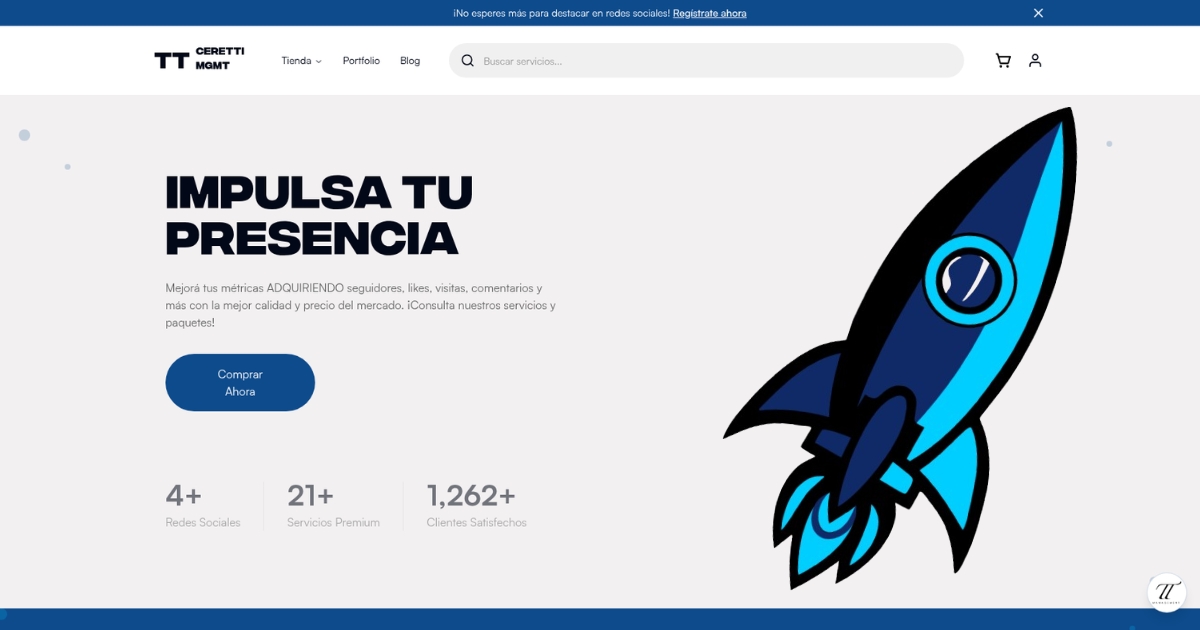 ¡No esperes más para destacar en redes sociales! Regístrate ahora
TT CERETTI
MGMT
Tienda
Portfolio
Blog
Buscar servicios...
IMPULSA TU
PRESENCIA
Mejorá tus métricas ADQUIRIENDO seguidores, likes, visitas, comentarios y
más con la mejor calidad y precio del mercado. ¡Consulta nuestros servicios y
paquetes!
Comprar
Ahora
4+
Redes Sociales
21+
Servicios Premium
1,262+
Clientes Satisfechos
TT